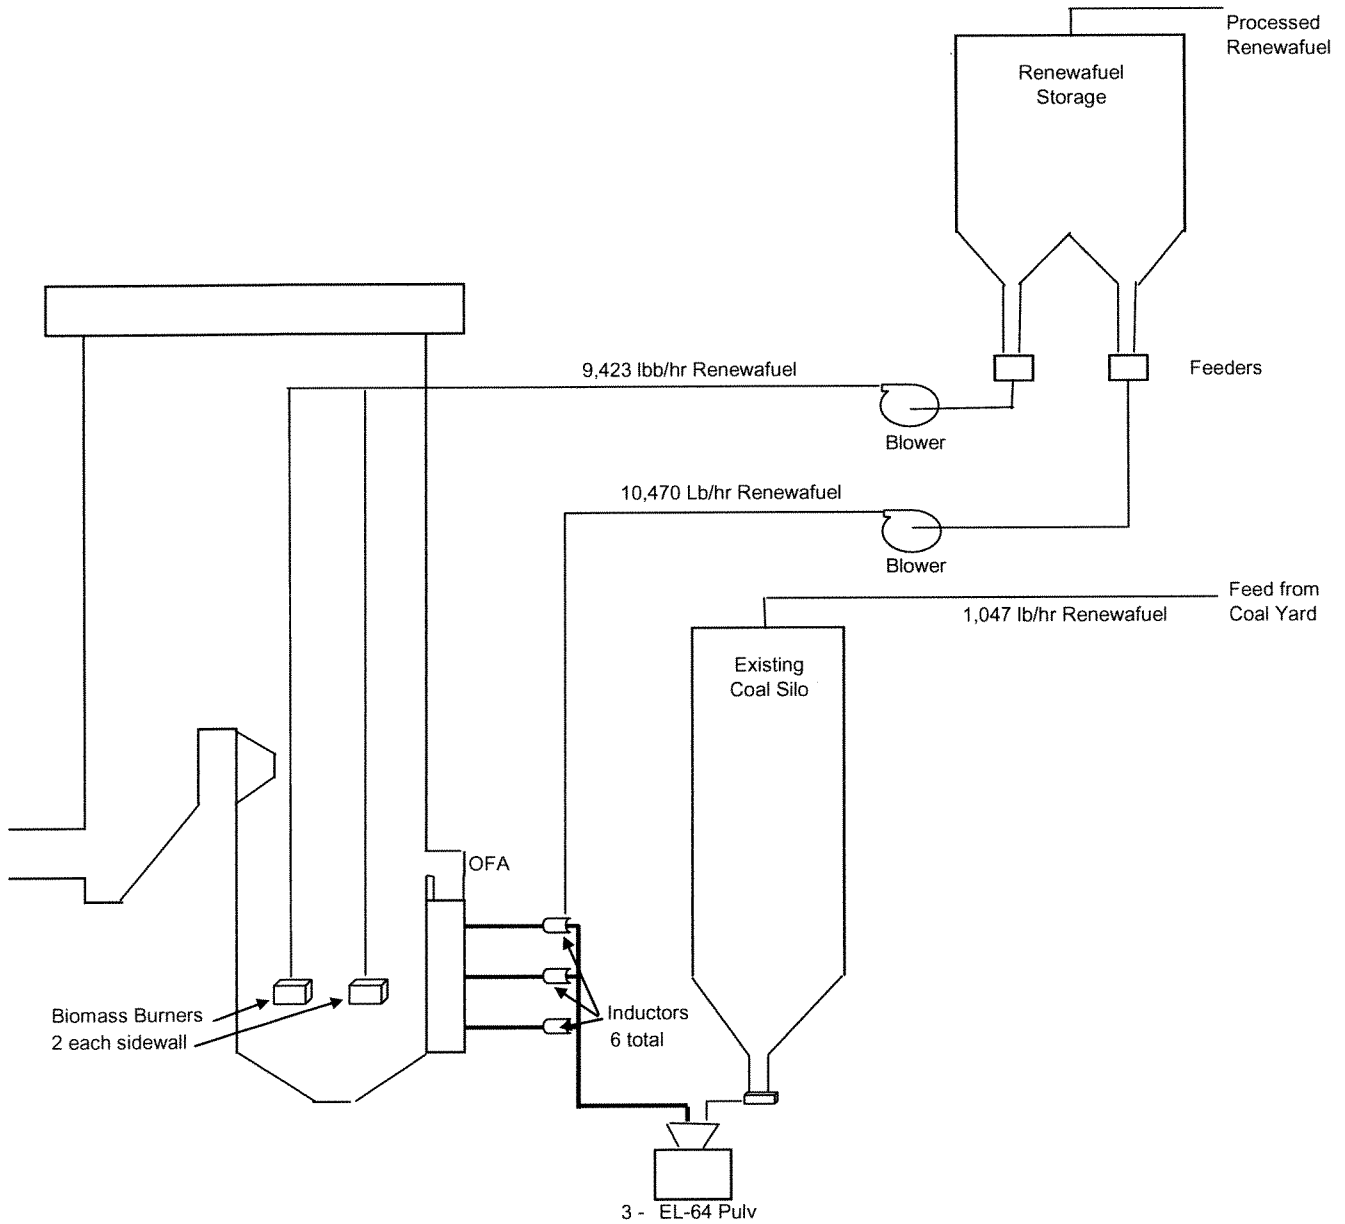 Processed
Renewafuel
Renewafuel
Storage
9,423 lbb/hr Renewafuel
Feeders
Blower
10,470 Lb/hr Renewafuel
Blower
Feed from
Coal Yard
1,047 lb/hr Renewafuel
Existing
Coal Silo
OFA
Biomass Burners
2 each sidewall
Inductors
6 total
3 - EL-64 Pulv